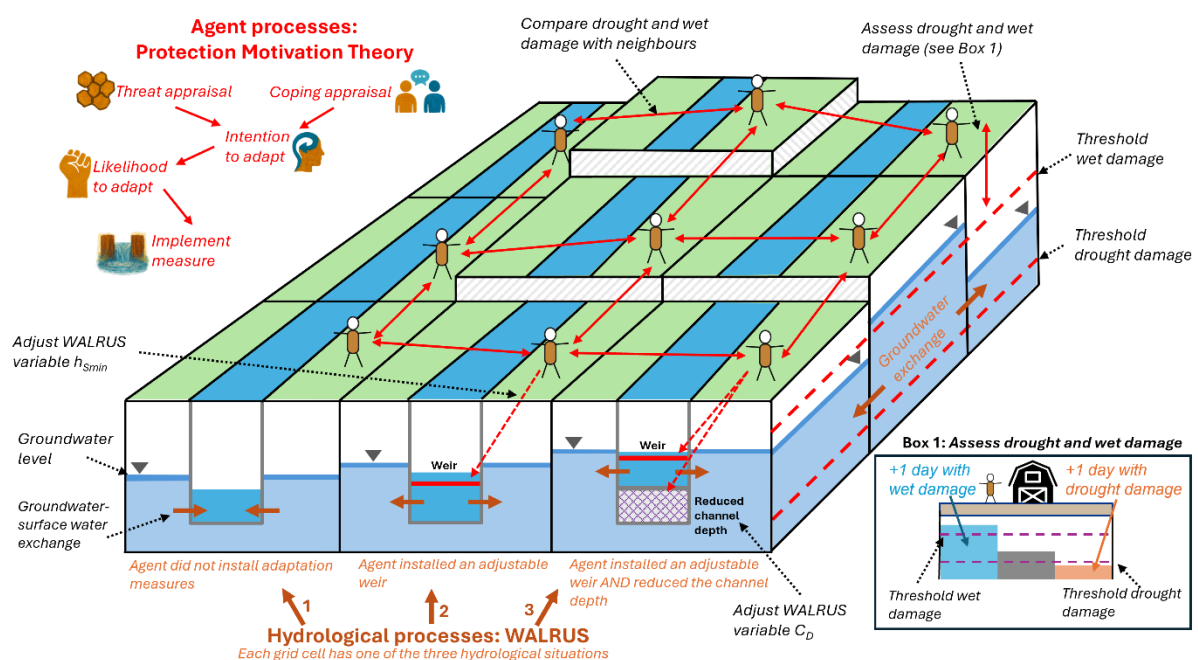 Agent processes:
Protection Motivation Theory
Threat appraisal
Coping appraisal
Intention
to adapt
Likelihood
to adapt
Implement
measure
Compare drought and wet
damage with neighbours
Assess drought and wet
damage (see Box 1)
Threshold
wet damage
Threshold
drought damage
Groundwater
exchange
Adjust WALRUS
variable hSmin
Groundwater
level
Groundwater-
surface water
exchange
Weir
Weir
Reduced
channel
depth
Agent did not install adaptation
measures
Agent installed an adjustable
weir
Agent installed an adjustable
weir AND reduced the channel
depth
1
2
3
Hydrological processes: WALRUS
Each grid cell has one of the three hydrological situations
Adjust WALRUS
variable CD
Box 1: Assess drought and wet damage
+1 day with
wet damage
+1 day with
drought damage
Threshold wet
damage
Threshold drought
damage